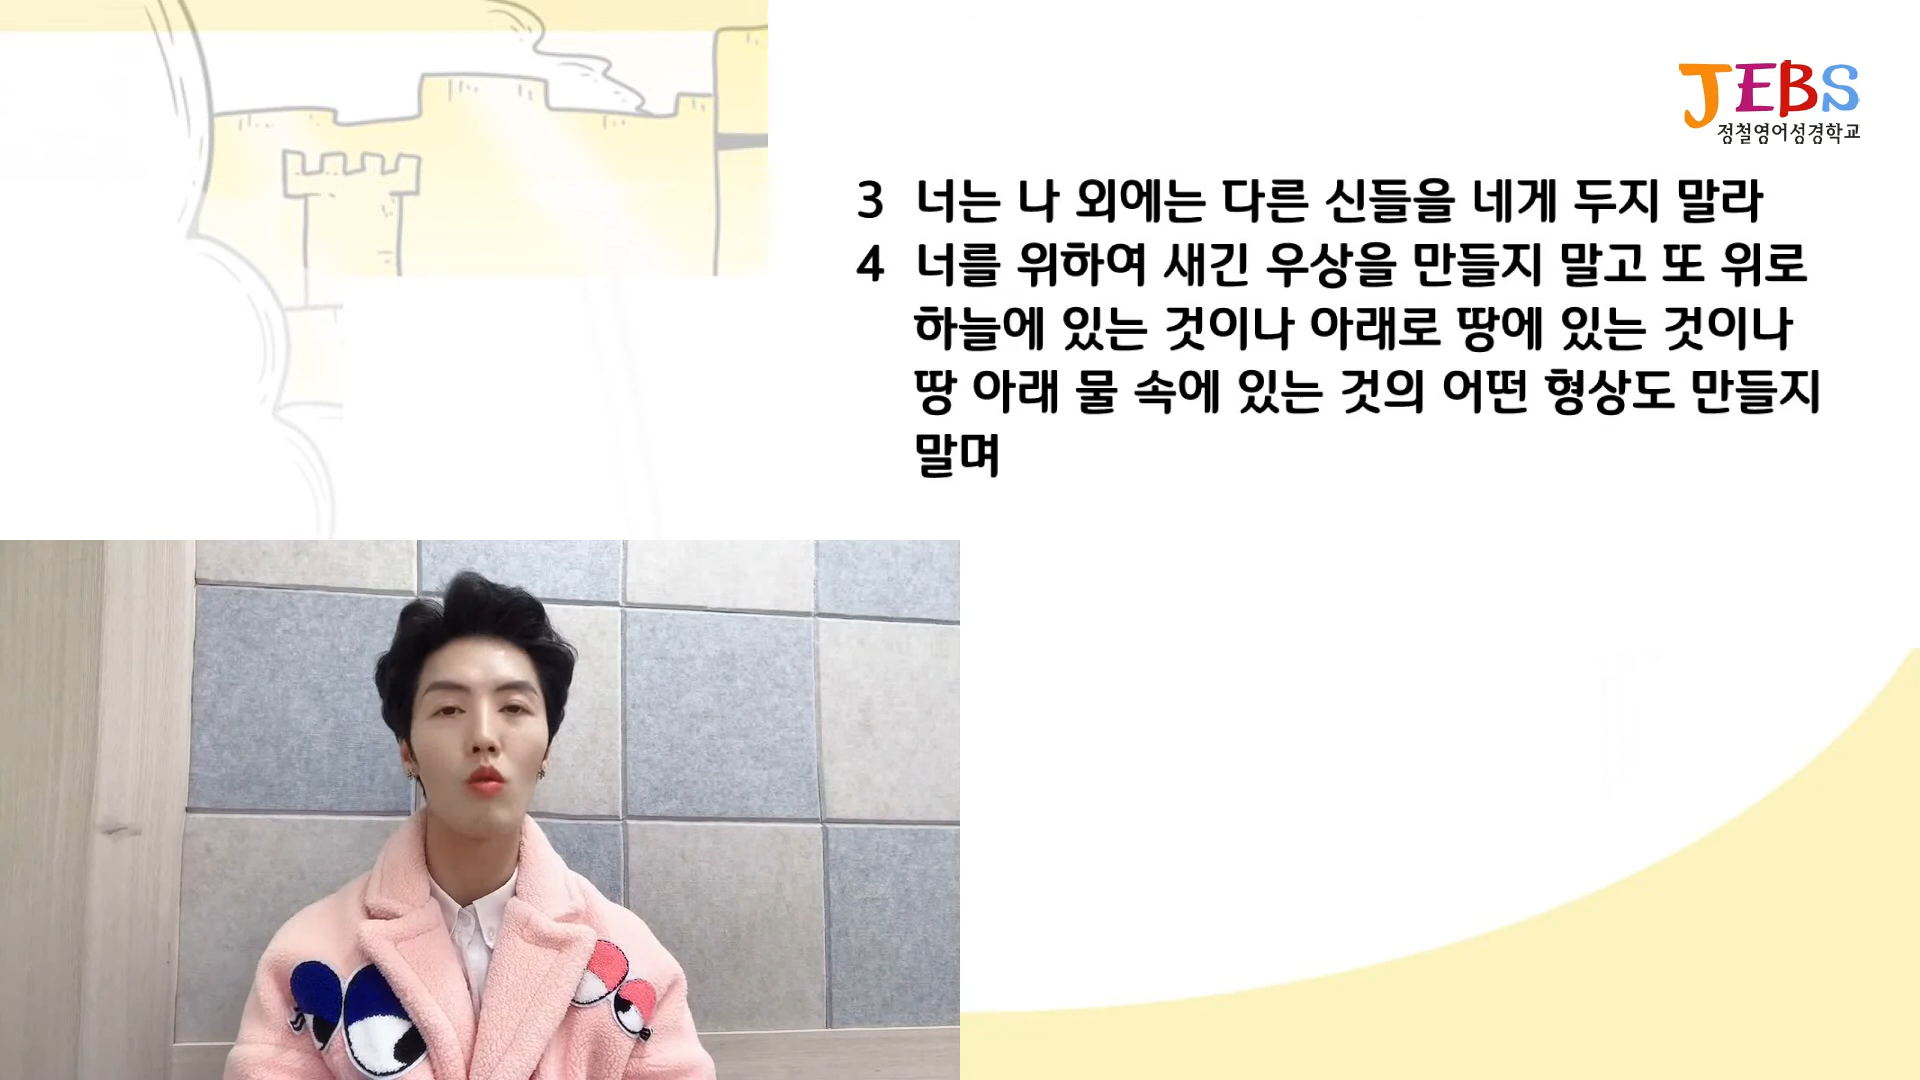 JEBS
정철영어성경학교
3 너는 나 외에는 다른 신들을 네게 두지 말라
4 너를 위하여 새긴 우상을 만들지 말고 또 위로
하늘에 있는 것이나 아래로 땅에 있는 것이나
땅 아래 물 속에 있는 것의 어떤 형상도 만들지
말며